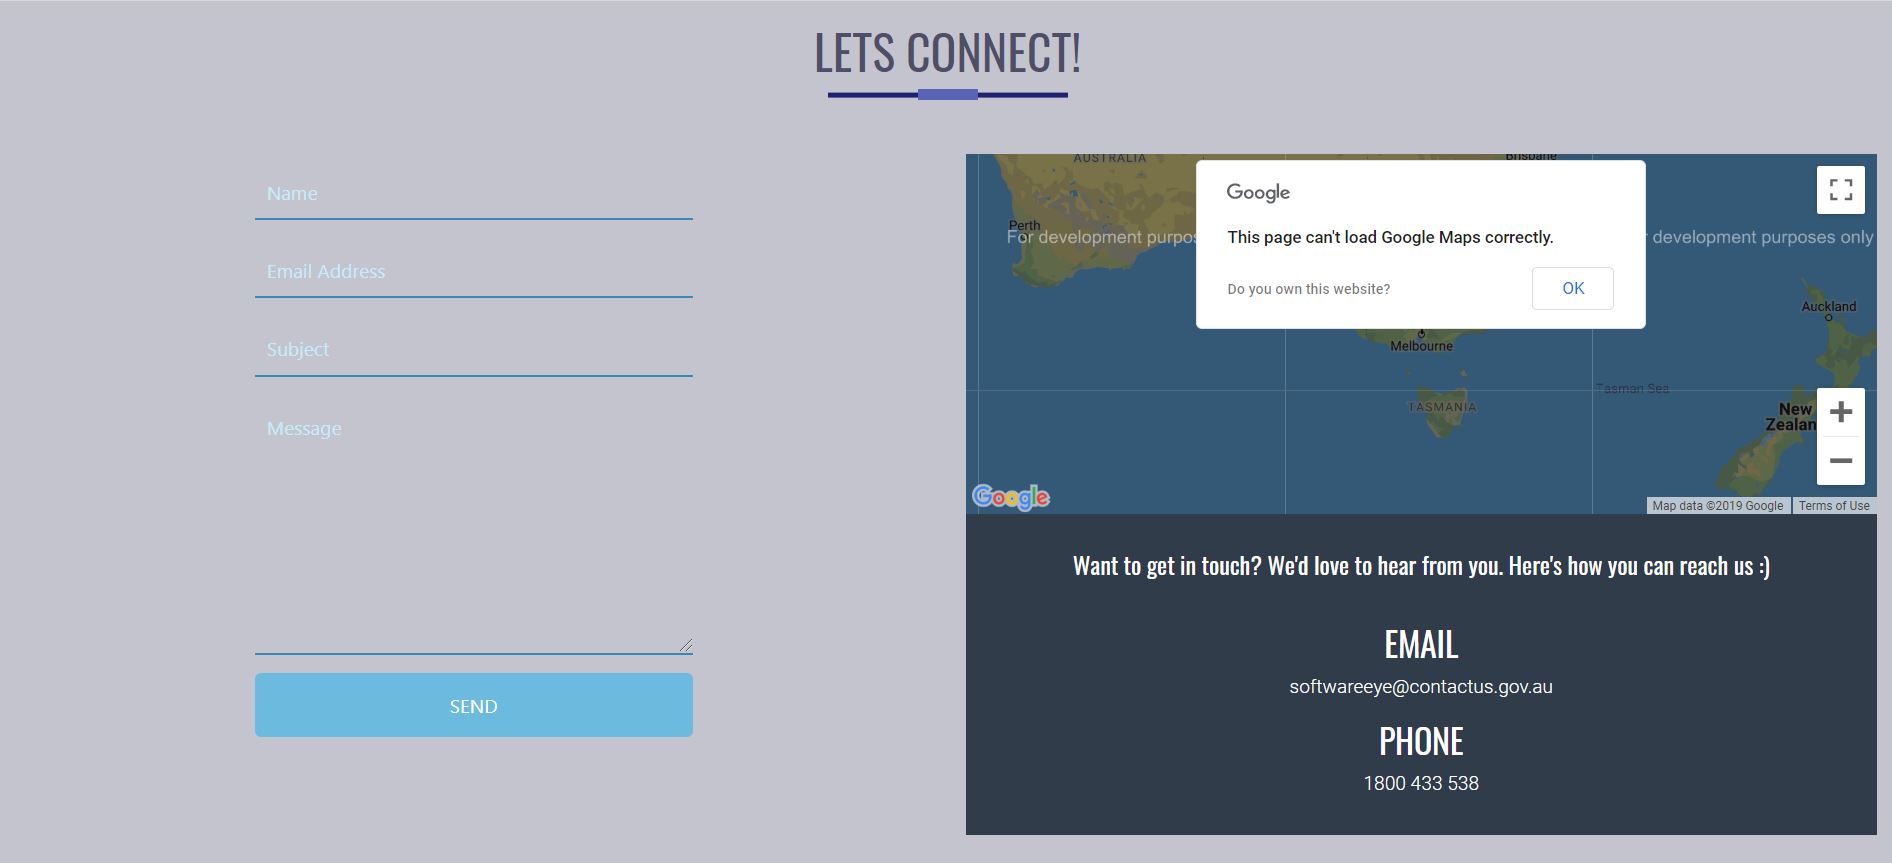 LETS CONNECT!
Name
Email Address
Subject
Message
SEND
AUSTRALIA
Brisbane
Perth
For development purpos
r development purposes only
Google
This page can't load Google Maps correctly.
Do you own this website?
OK
Auckland
Melbourne
Tasman Sea
TASMANIA
New
Zealan
Google
Map data ©2019 Google
Terms of Use
Want to get in touch? We'd love to hear from you. Here's how you can reach us :)
EMAIL
softwareeye@contactus.gov.au
PHONE
1800 433 538